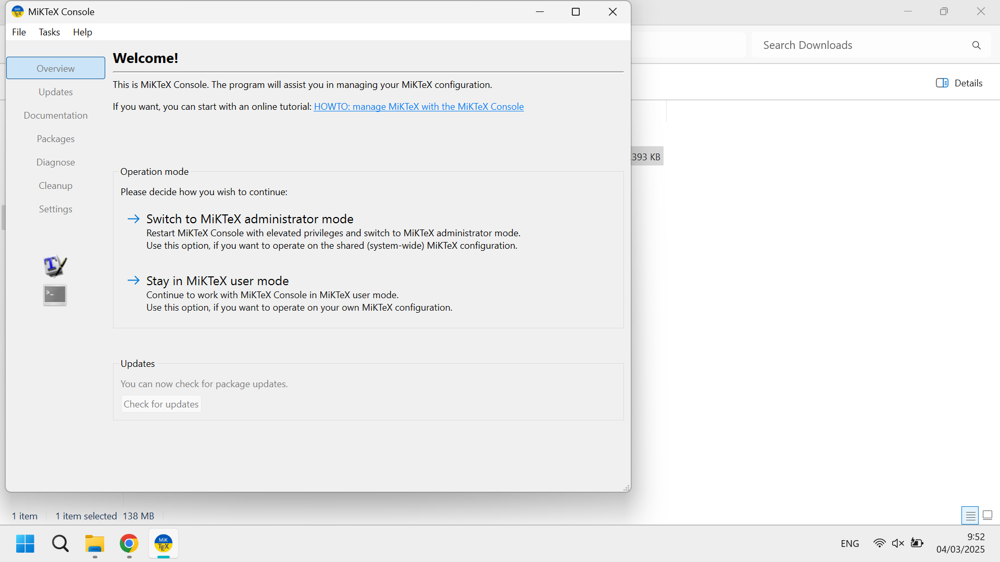 MiKTeX Console
File Tasks Help
Search Downloads
Details
393 KB
Overview
Updates
Documentation
Packages
Diagnose
Cleanup
Settings
Welcome!
This is MiKTeX Console. The program will assist you in managing your MiKTeX configuration.
If you want, you can start with an online tutorial: HOWTO: manage MiKTeX with the MiKTeX Console
Operation mode
Please decide how you wish to continue:
Switch to MiKTeX administrator mode
Restart MiKTeX Console with elevated privileges and switch to MiKTeX administrator mode.
Use this option, if you want to operate on the shared (system-wide) MiKTeX configuration.
Stay in MiKTeX user mode
Continue to work with MiKTeX Console in MiKTeX user mode.
Use this option, if you want to operate on your own MiKTeX configuration.
Updates
You can now check for package updates.
Check for updates
1 item 1 item selected 138 MB
ENG
9:52
04/03/2025